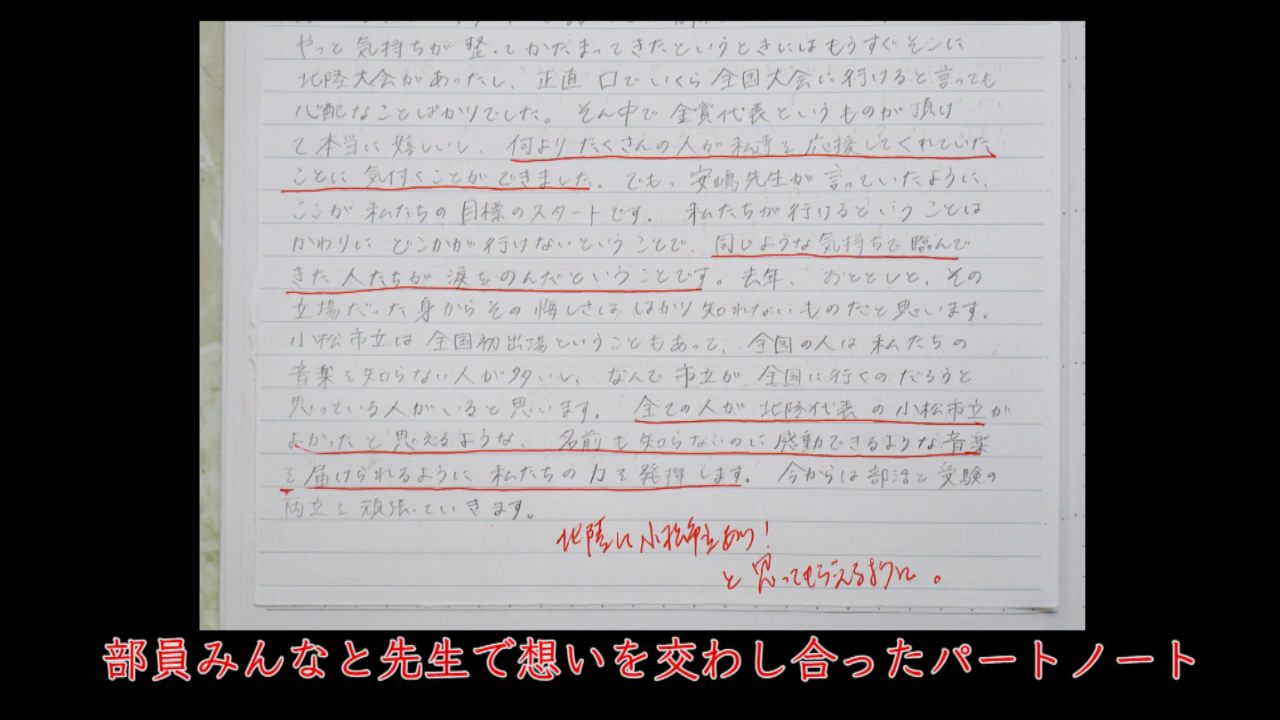 やっと気持ちが整ってかたまってきたというときにはもうすぐそこに
北陸大会があったし、正直口でいくら全国大会に行けると言っても
心配なことばかりでした。そん中で金賞代表というものが頂け
て本当に嬉しいし、何よりたくさんの人が私達を応援してくれていた
ことに気付くことができました。でも、安嶋先生が言っていたように、
ここが私たちの目標のスタートです。私たちが行けるということは
かわりにどこかが行けないということで、同じような気持ちで臨んで
きた人たちが涙をのんだということです。去年、おととしと、その
立場だった身からその悔しさははかり知れないものだと思います。
小松市立は全国初出場ということもあって、全国の人は私たちの
音楽を知らない人が多いし、なんで市立が全国に行くのだろうと
思っている人がいると思います。全ての人が北陸代表の小松市立が
よかったと思えるような、名前も知らないのに感動できるような音楽
を届けられるように私たちの力を発揮します。今からは部活と受験の
両立を頑張っていきます。
北陸に小松市立あり!
と思ってもらえるように。
部員みんなと先生で想いを交わし合ったパートノート